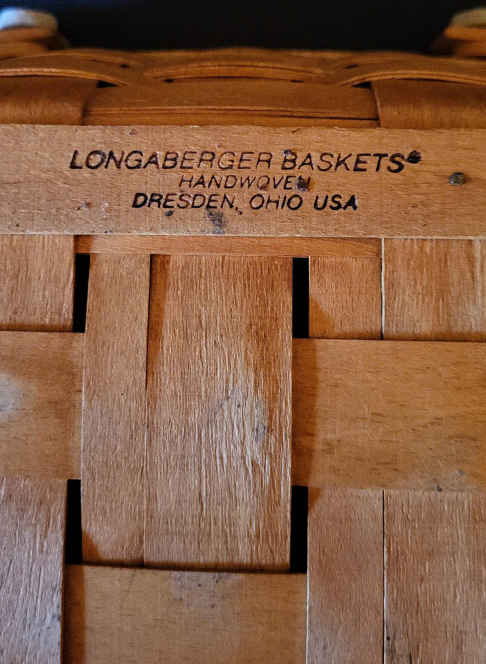 LONGABERGER BASKETS®
HANDWOVEN
DRESDEN, OHIO USA